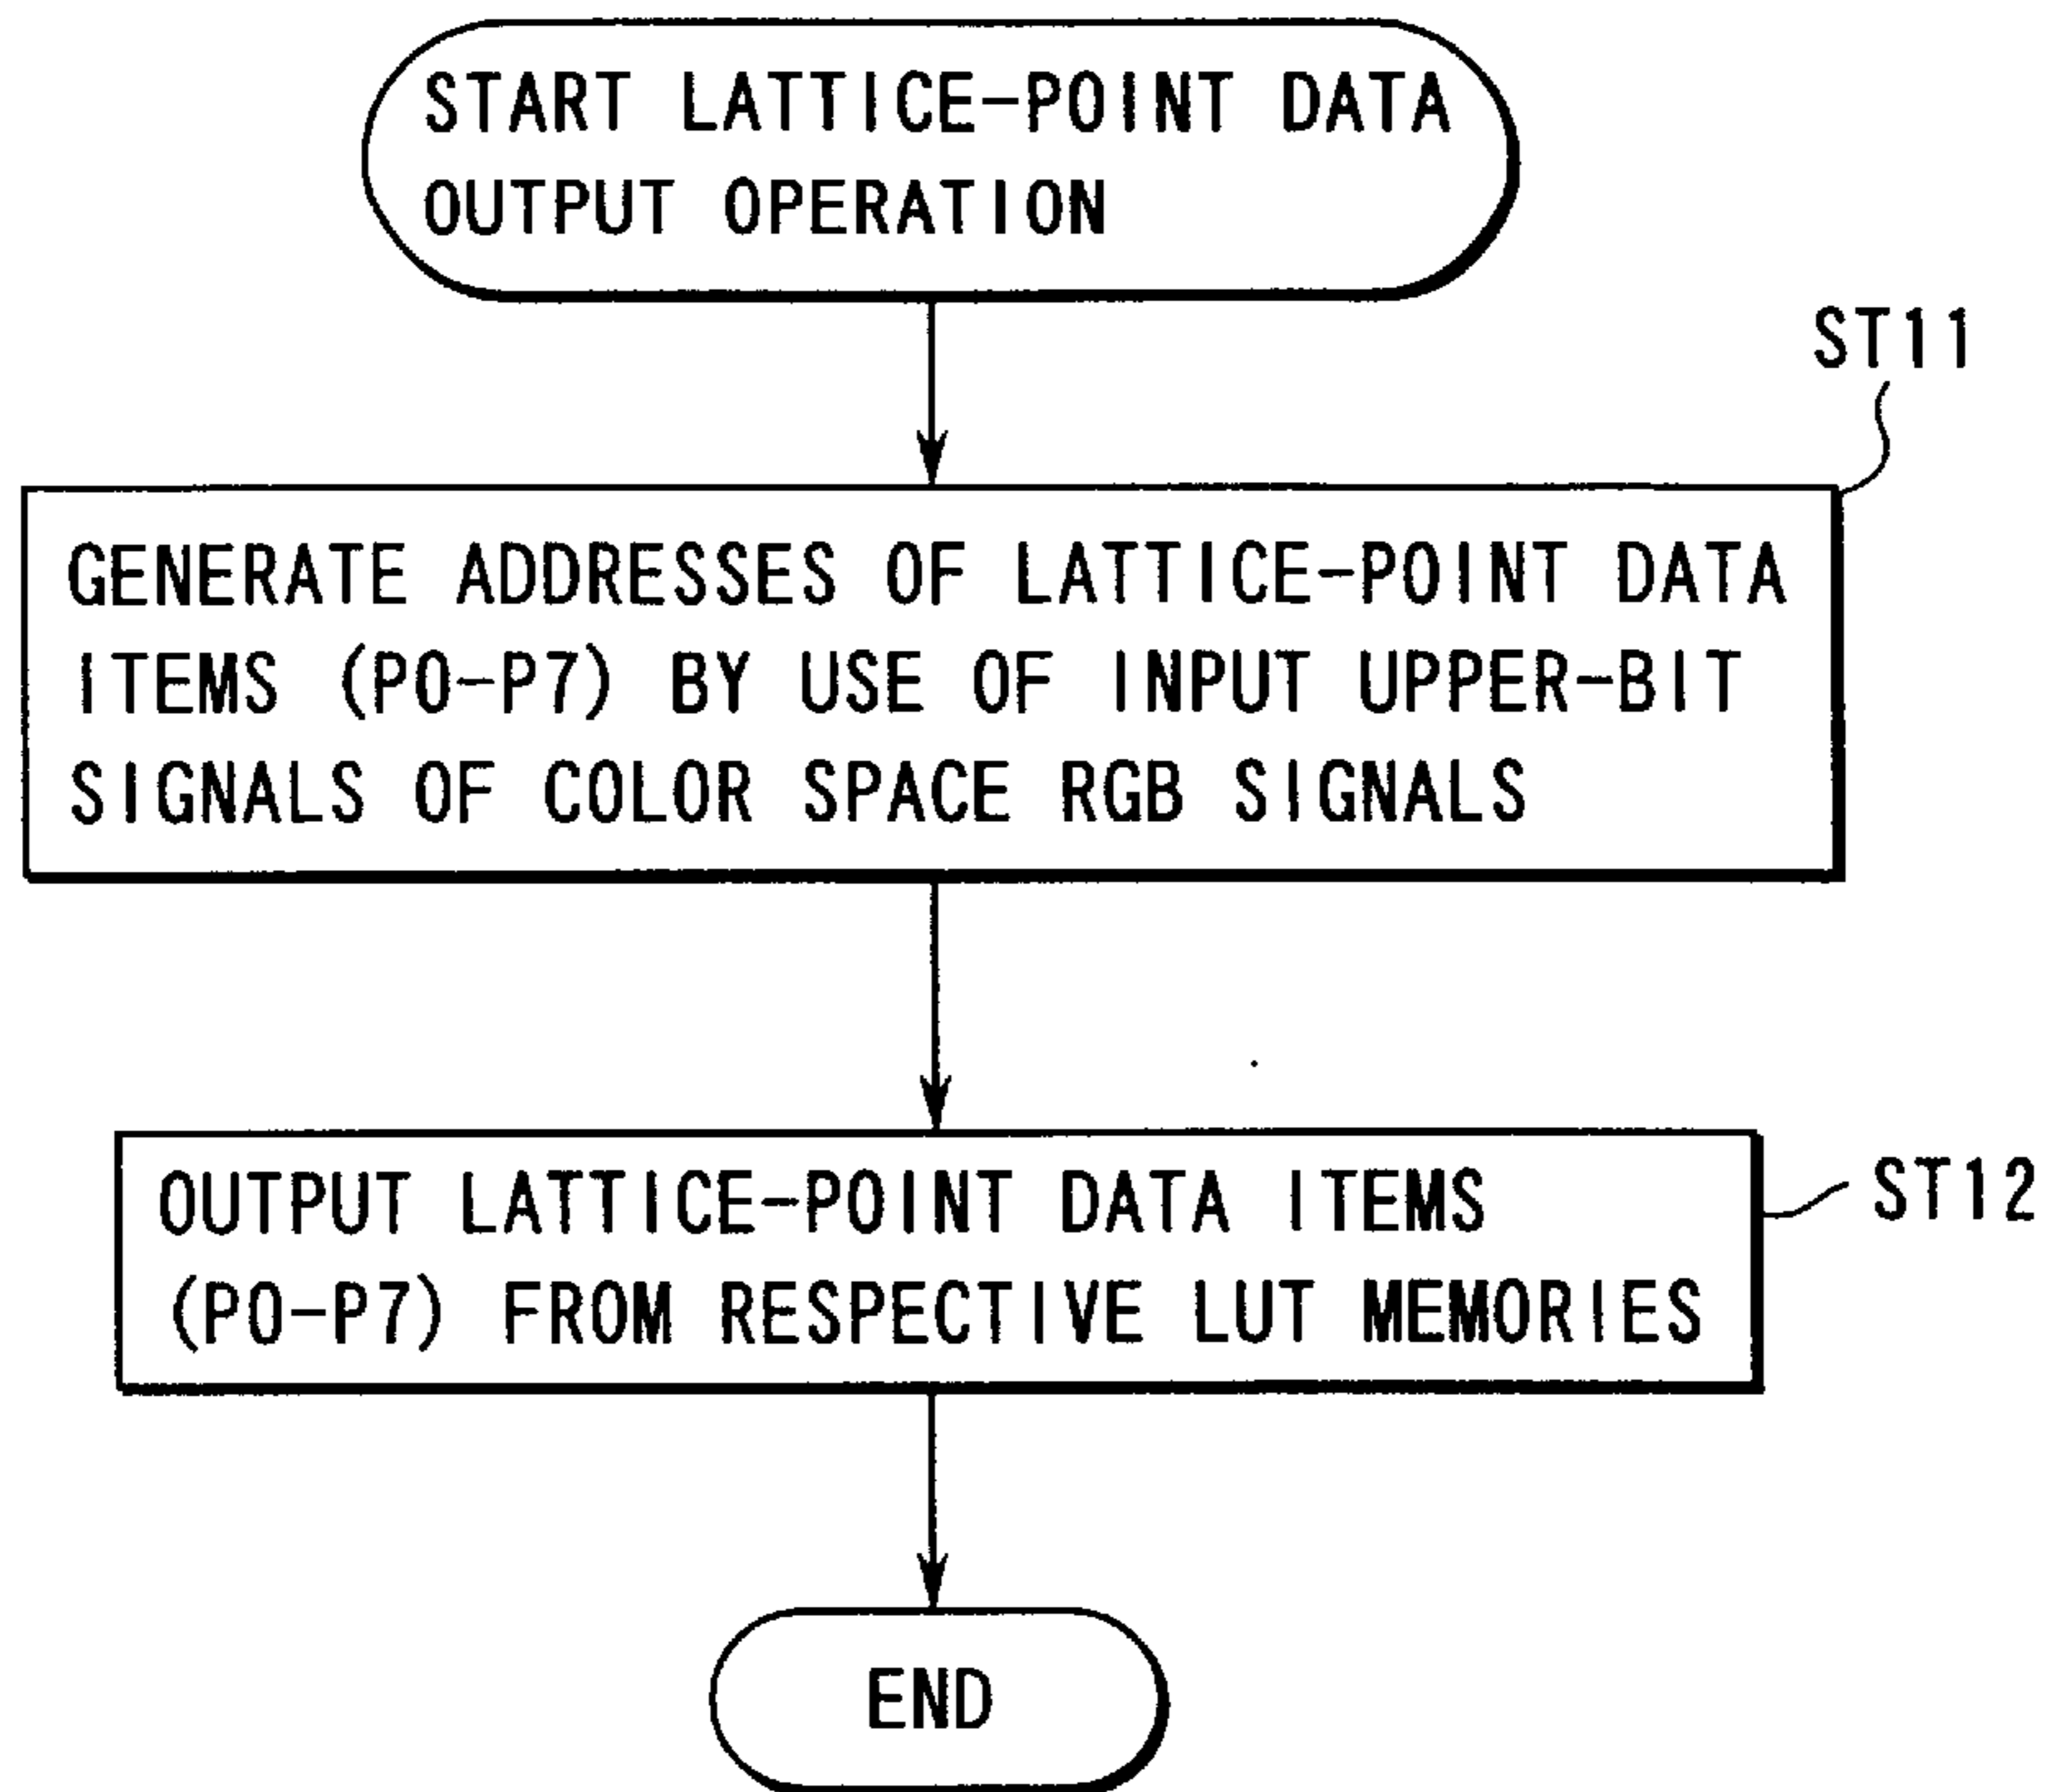 START LATTICE-POINT DATA
OUTPUT OPERATION
ST11
GENERATE ADDRESSES OF LATTICE-POINT DATA
ITEMS (P0-P7) BY USE OF INPUT UPPER-BIT
SIGNALS OF COLOR SPACE RGB SIGNALS
OUTPUT LATTICE-POINT DATA ITEMS
(P0-P7) FROM RESPECTIVE LUT MEMORIES
ST12
END